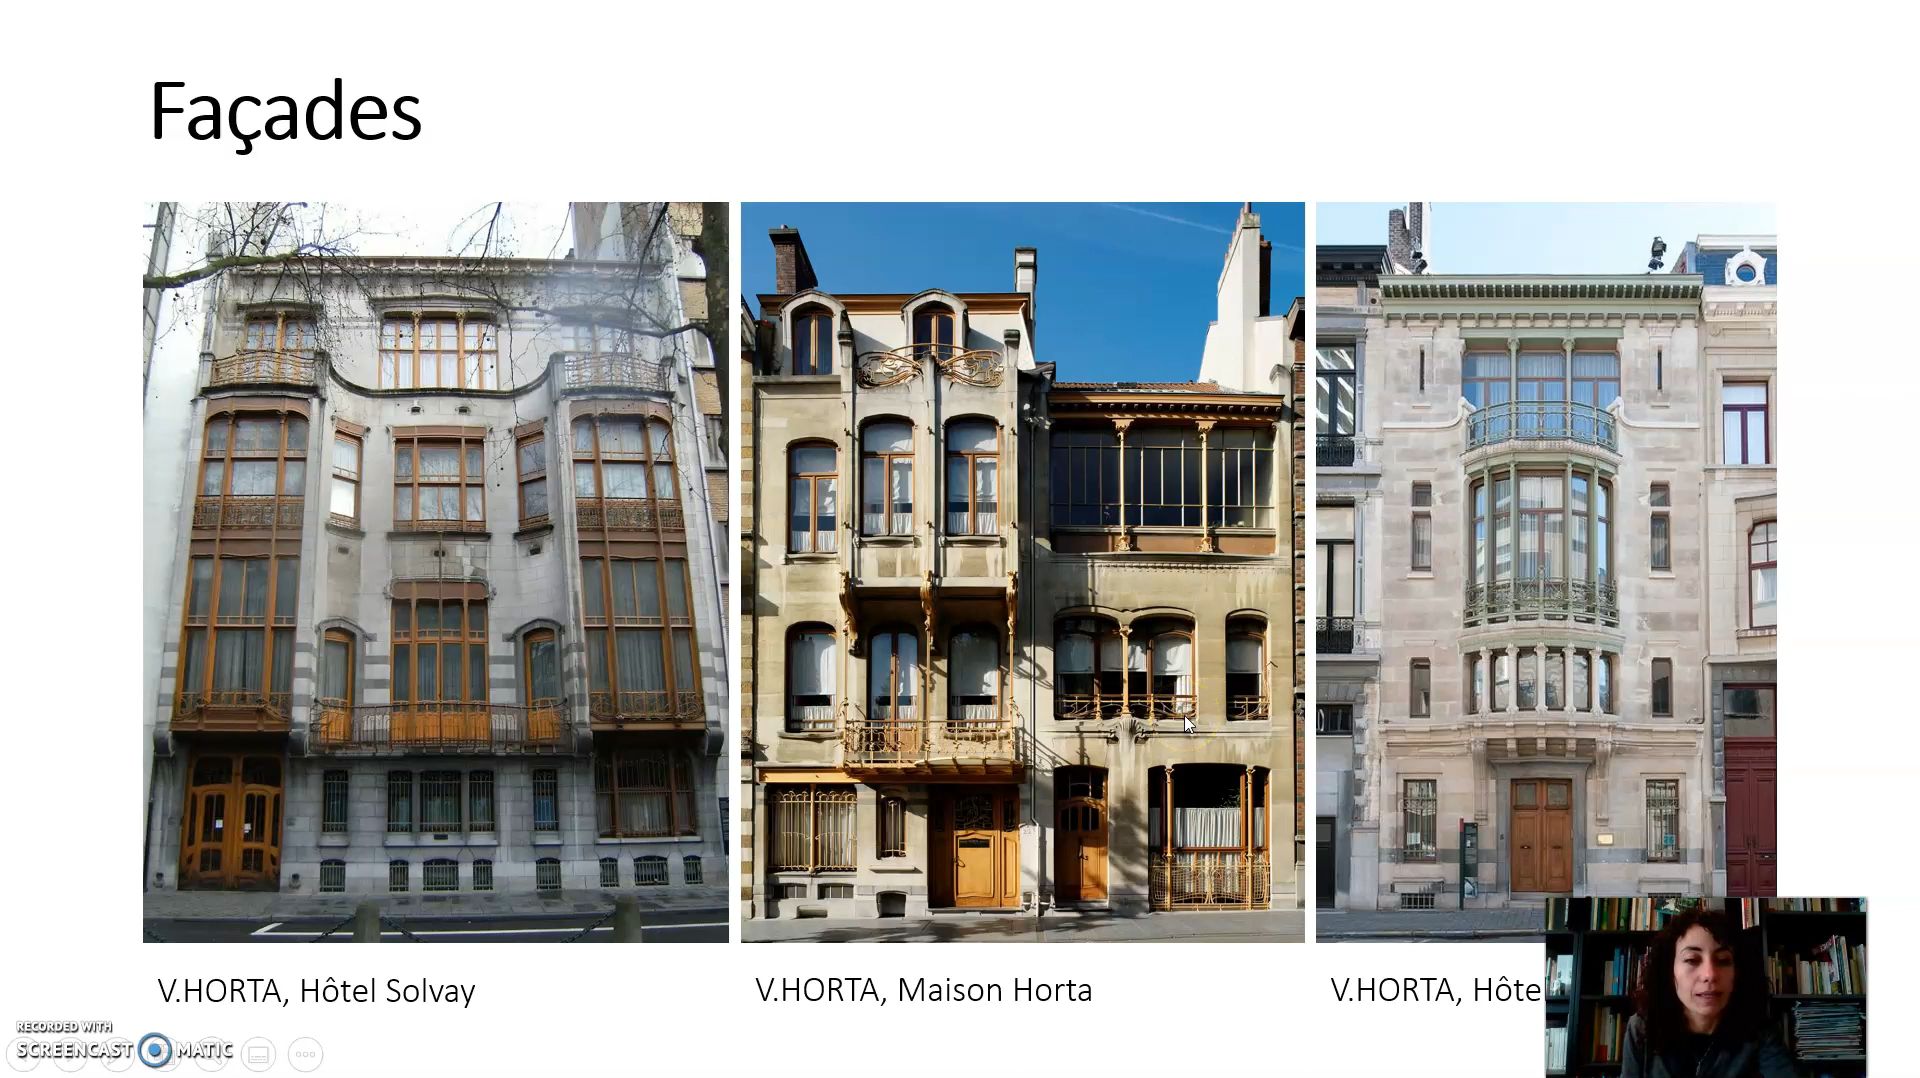 Façades
V.HORTA, Hôtel Solvay
V.HORTA, Maison Horta
V.HORTA, Hôte
RECORDED WITH
SCREENCAST MATIC